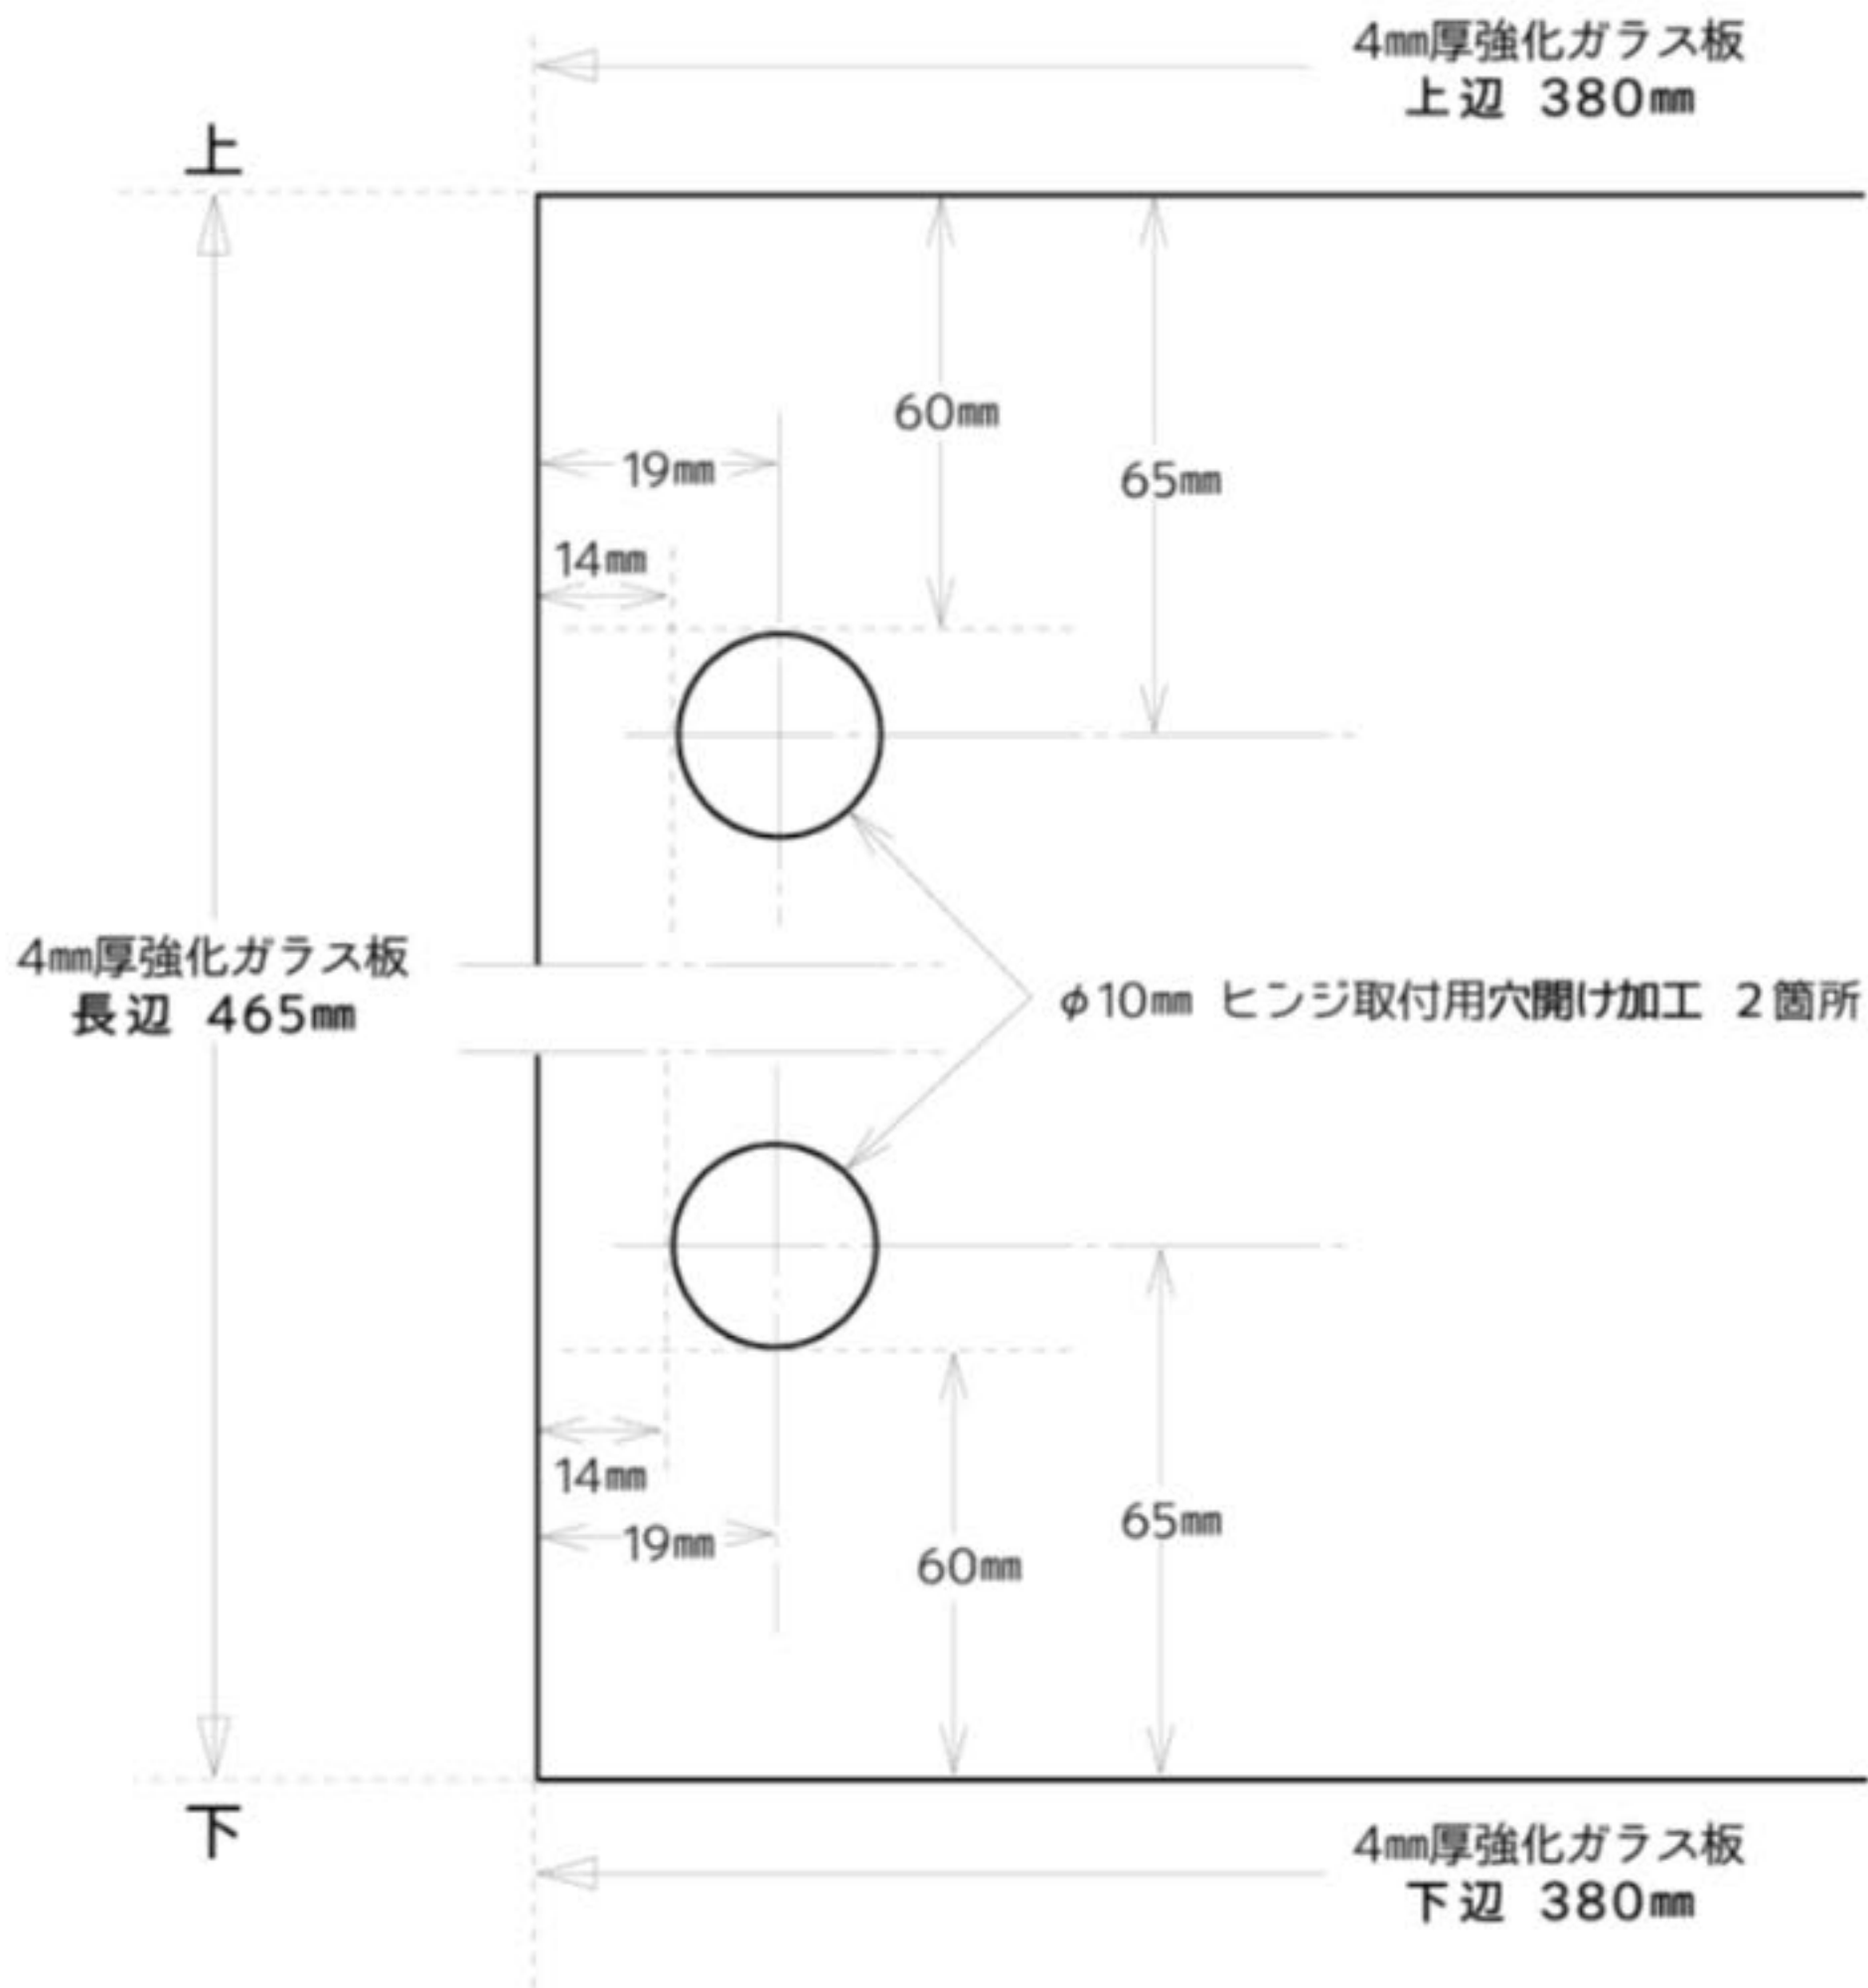 4㎜厚強化ガラス板
上辺 380㎜
上
60㎜
19㎜
65㎜
14㎜
4㎜厚強化ガラス板
長辺 465㎜
φ10㎜ ヒンジ取付用穴開け加工 2箇所
14㎜
65㎜
19㎜
60㎜
下
4㎜厚強化ガラス板
下辺 380㎜